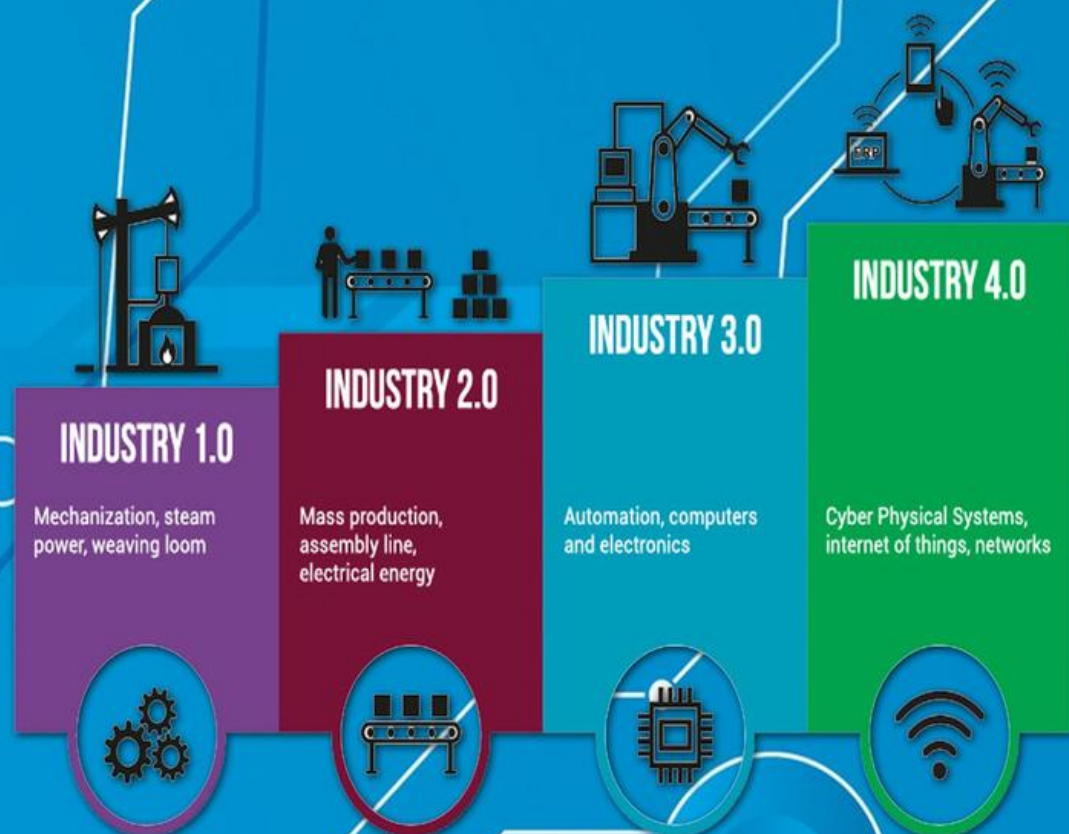 ERP
INDUSTRY 1.0
Mechanization, steam
power, weaving loom
INDUSTRY 2.0
Mass production,
assembly line,
electrical energy
INDUSTRY 3.0
Automation, computers
and electronics
INDUSTRY 4.0
Cyber Physical Systems,
internet of things, networks